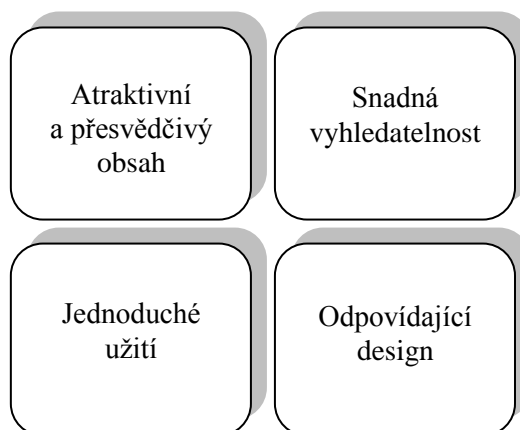 Atraktivní
a přesvědčivý
obsah
Snadná
vyhledatelnost
Jednoduché
užití
Odpovídající
design